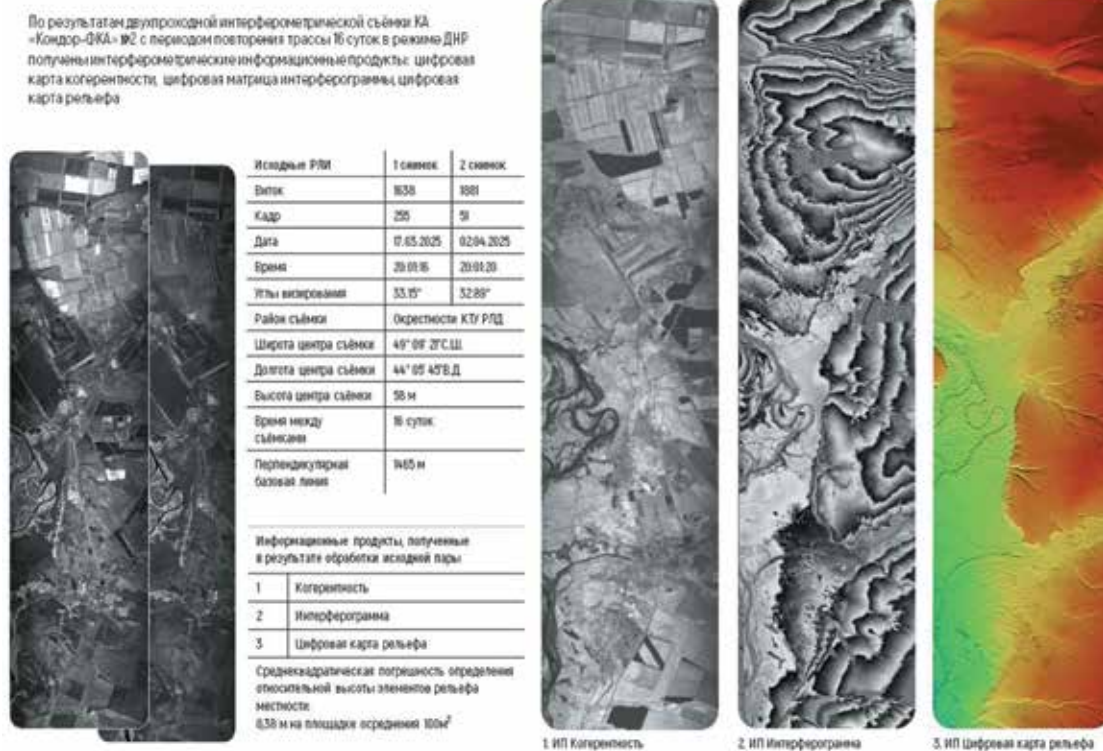 По результатам двухпроходной интерферометрической съёмки КА
«Кондор-ФКА» №2 с периодом повторения трассы 16 суток в режиме ДНР
получены интерферометрические информационные продукты: цифровая
карта когерентности, цифровая матрица интерферограммы, цифровая
карта рельефа
Исходные РЛИ 1 снимок 2 снимок
Виток 1638 1881
Кадр 255 51
Дата 17.03.2025 02.04.2025
Время 20:01:16 20:01:20
Углы визирования 33.15° 32.89°
Район съёмки Окрестности КТУ РЛД
Широта центра съёмки 49° 09' С.Ш.
Долгота центра съёмки 44° 05' 45"В.Д.
Высота центра съёмки 58 м
Время между 16 суток
съёмками
Перпендикулярная 1465 м
базовая линия
Информационные продукты, полученные
в результате обработки исходной пары
1 Когерентность
2 Интерферограмма
3 Цифровая карта рельефа
Среднеквадратическая погрешность определения
относительной высоты элементов рельефа
местности
0,38 м на площадке осреднения 100м²
1. ИП Когерентность
2. ИП Интерферограмма
3. ИП Цифровая карта рельефа